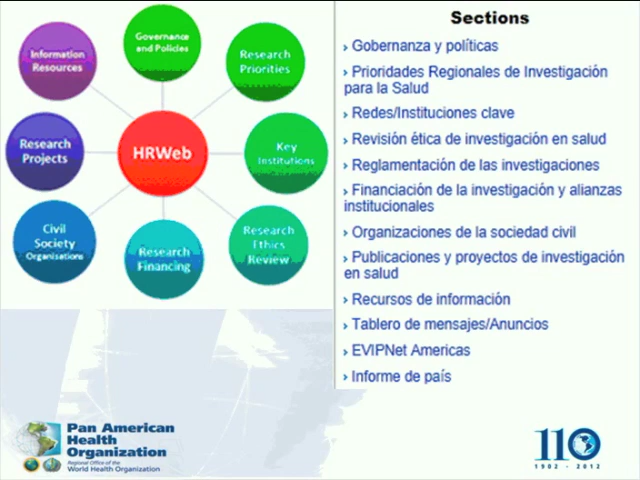 Governance
and Policies
Research
Priorities
Key
Institutions
Research
Ethics
Review
Research
Financing
Civil
Society
Organisations
Research
Projects
Information
Resources
HRWeb
Sections
Gobernanza y políticas
Prioridades Regionales de Investigación
para la Salud
Redes/Instituciones clave
Revisión ética de investigación en salud
Reglamentación de las investigaciones
Financiación de la investigación y alianzas
institucionales
Organizaciones de la sociedad civil
Publicaciones y proyectos de investigación
en salud
Recursos de información
Tablero de mensajes/Anuncios
EVIPNet Americas
Informe de país
Pan American
Health
Organization
Regional Office of the
World Health Organization
110
1902 - 2012